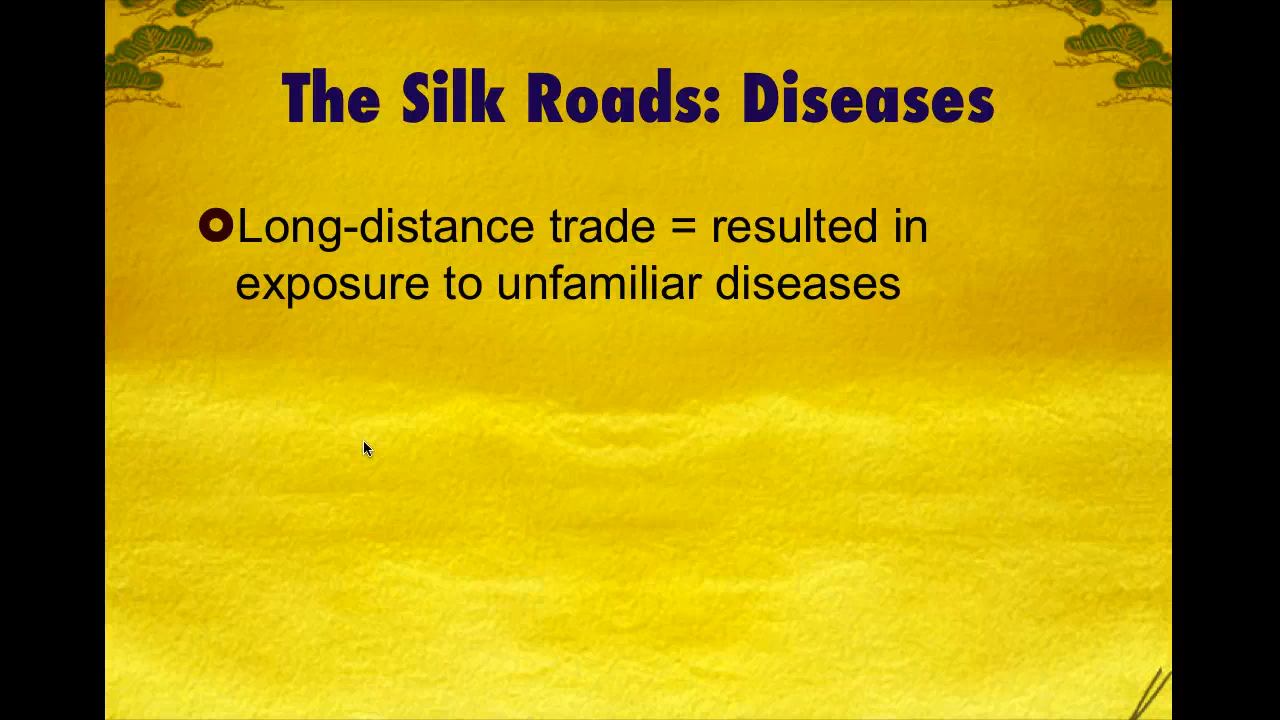 The Silk Roads: Diseases
Long-distance trade = resulted in
exposure to unfamiliar diseases